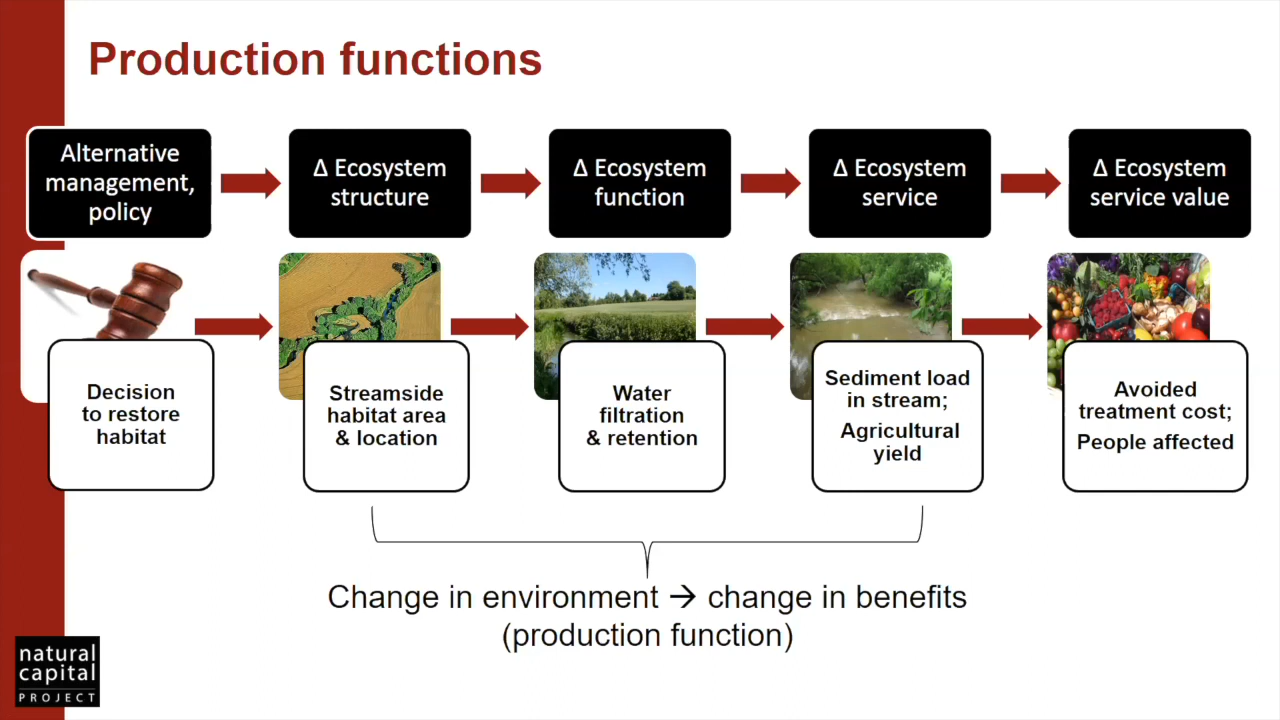 Production functions
Alternative
management,
policy
Δ Ecosystem
structure
Δ Ecosystem
function
Δ Ecosystem
service
Δ Ecosystem
service value
Decision
to restore
habitat
Streamside
habitat area
& location
Water
filtration
& retention
Sediment load
in stream;
Agricultural
yield
Avoided
treatment cost;
People affected
Change in environment → change in benefits
(production function)
natural
capital
PROJECT